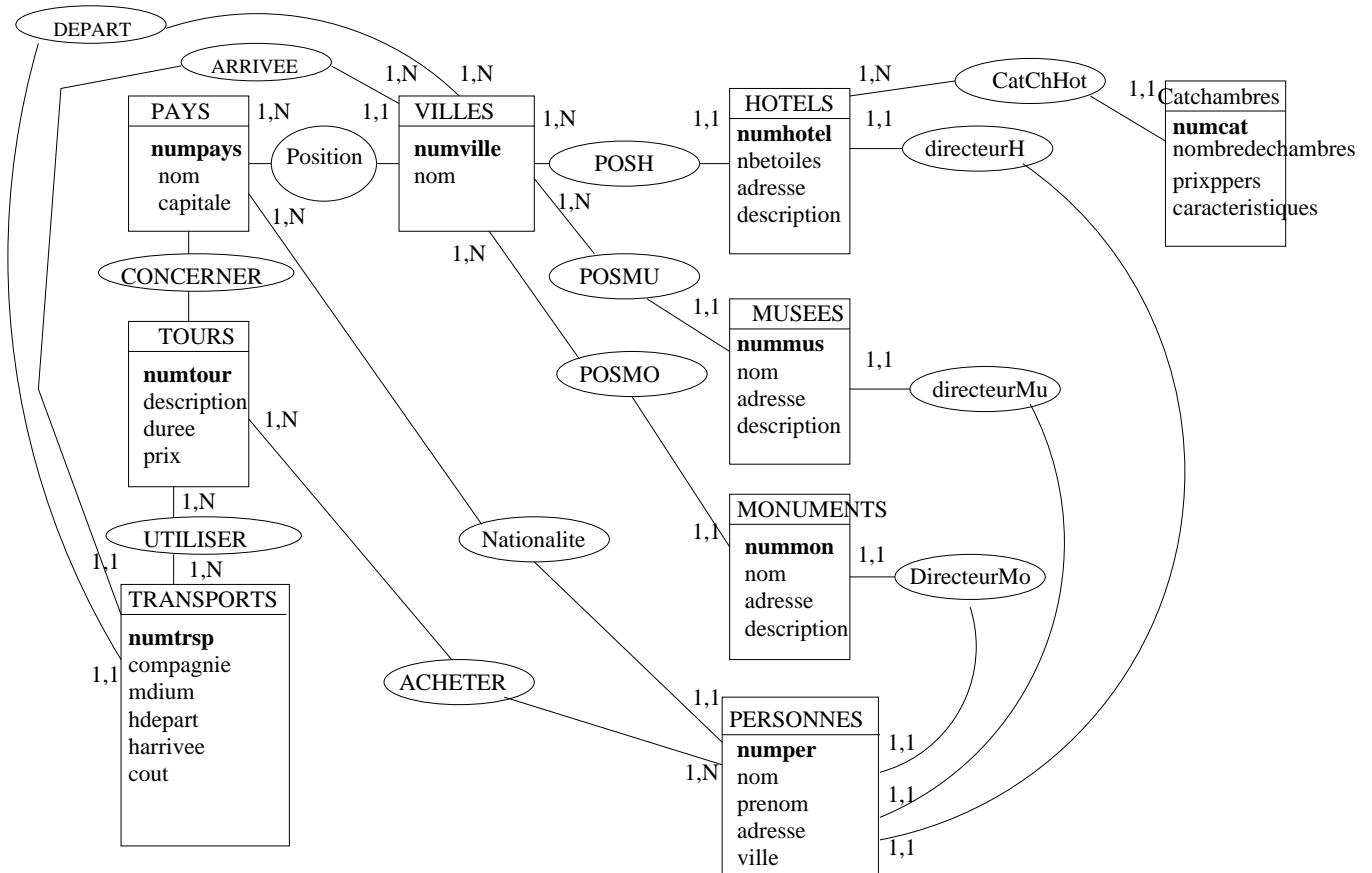 DEPART
ARRIVEE
1,N
1,N
1,N
CatChHot
PAYS
1,N
1,1
VILLES
1,N
1,1
HOTELS
1,1
1,1
Catchambres
numpays
nom
capitale
Position
numville
nom
POSH
numhotel
nbetoiles
adresse
description
directeurH
numcat
nombredechambres
prixppers
caracteristiques
1,N
1,N
1,N
CONCERNER
POSMU
1,1
MUSEES
TOURS
nummus
nom
adresse
description
1,1
directeurMu
numtour
description
duree
prix
1,N
POSMO
1,N
UTILISER
1,N
1,1
Nationalite
1,1
MONUMENTS
nummon
nom
adresse
description
1,1
DirecteurMo
TRANSPORTS
numtrsp
compagnie
mdium
hdepart
harrivee
cout
1,1
ACHETER
1,1
1,N
PERSONNES
numper
nom
prenom
adresse
ville
1,1
1,1
1,1